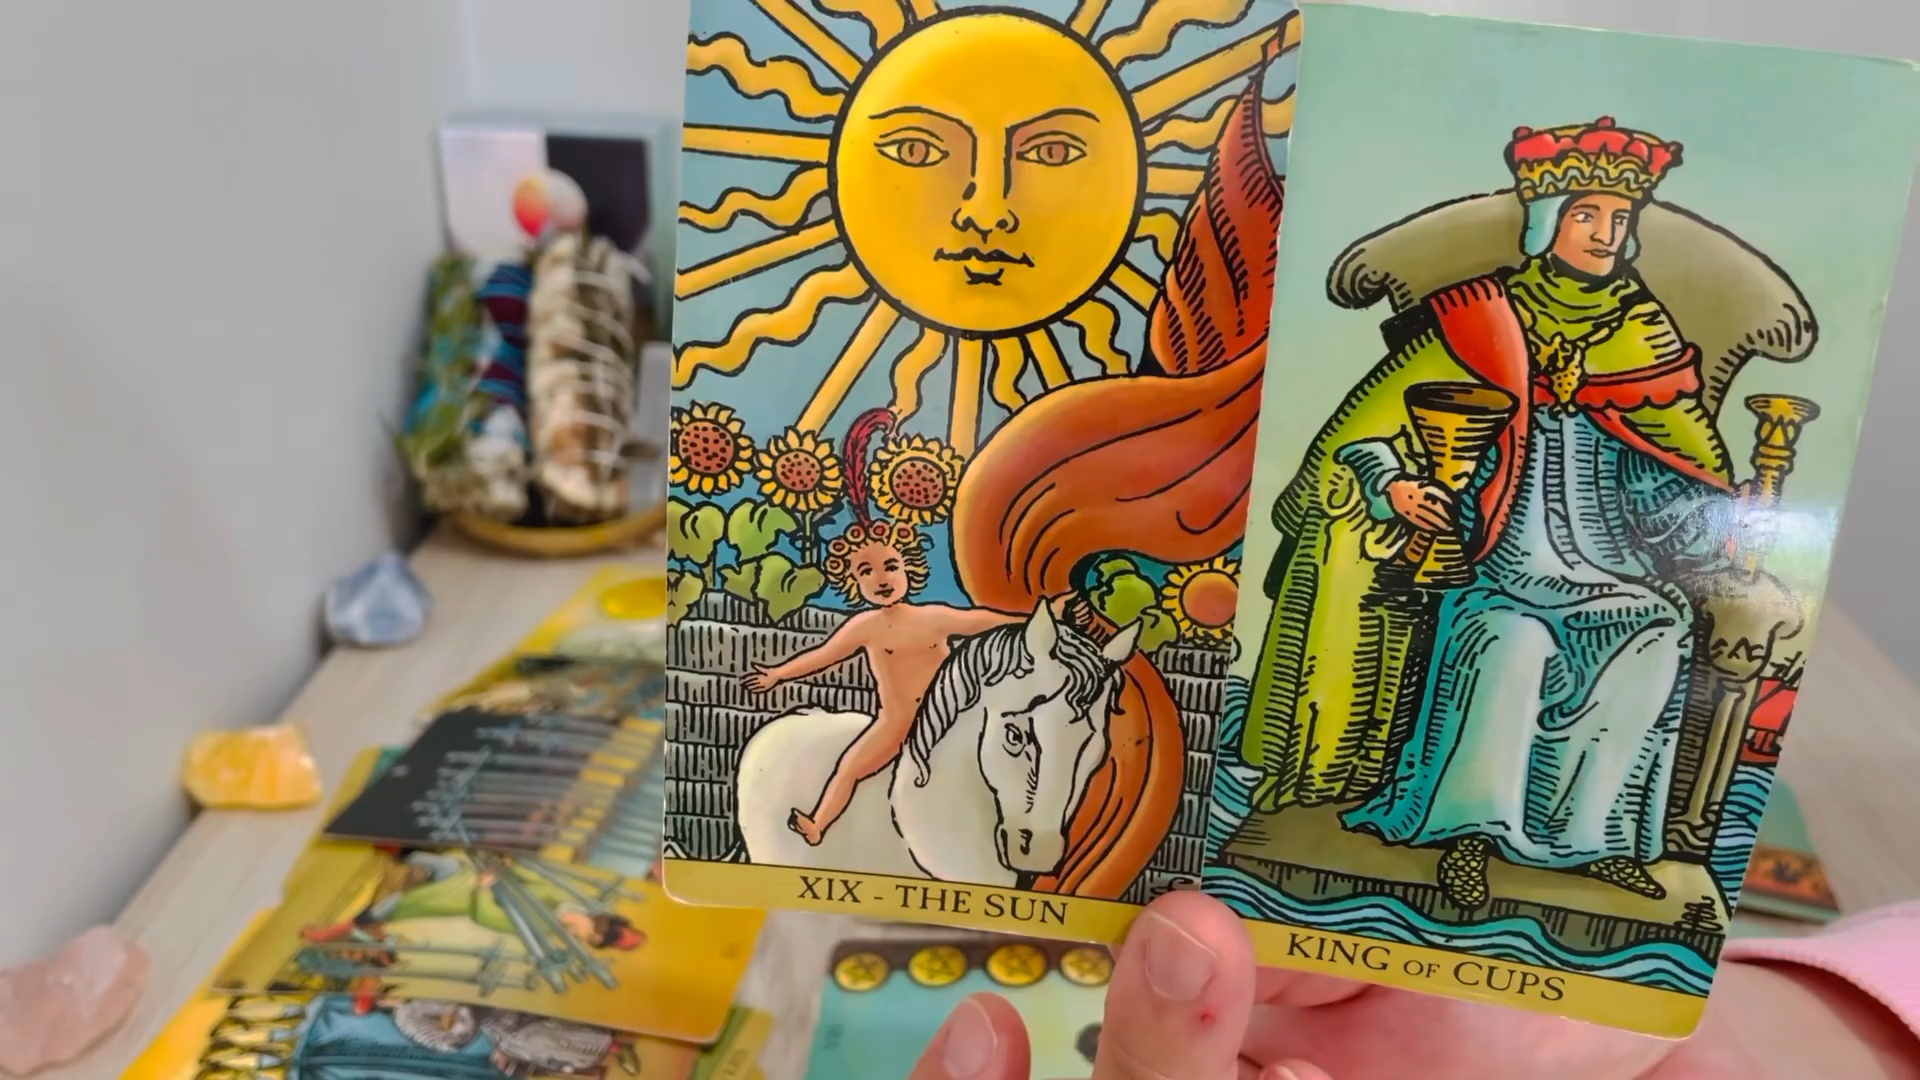 XIX - THE SUN
KING OF CUPS